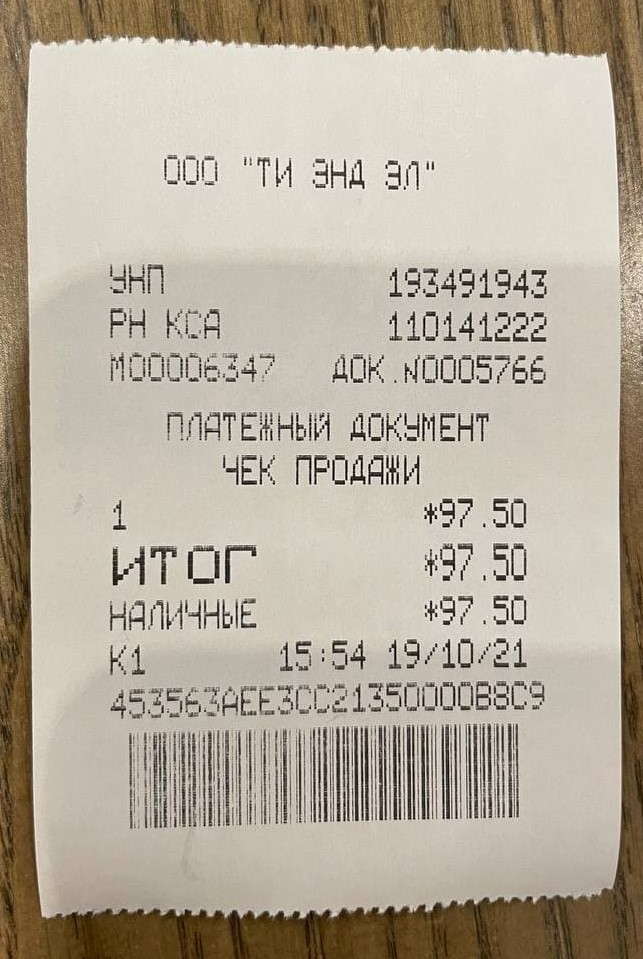 ООО "ТИ ЭНД ЭЛ"
УНП 193491943
РН КСА 110141222
М00006347 ДОК.N0005766
ПЛАТЕЖНЫЙ ДОКУМЕНТ
ЧЕК ПРОДАЖИ
1 *97.50
ИТОГ *97.50
НАЛИЧНЫЕ *97.50
К1 15:54 19/10/21
453563AEE3CC21350000B8C9